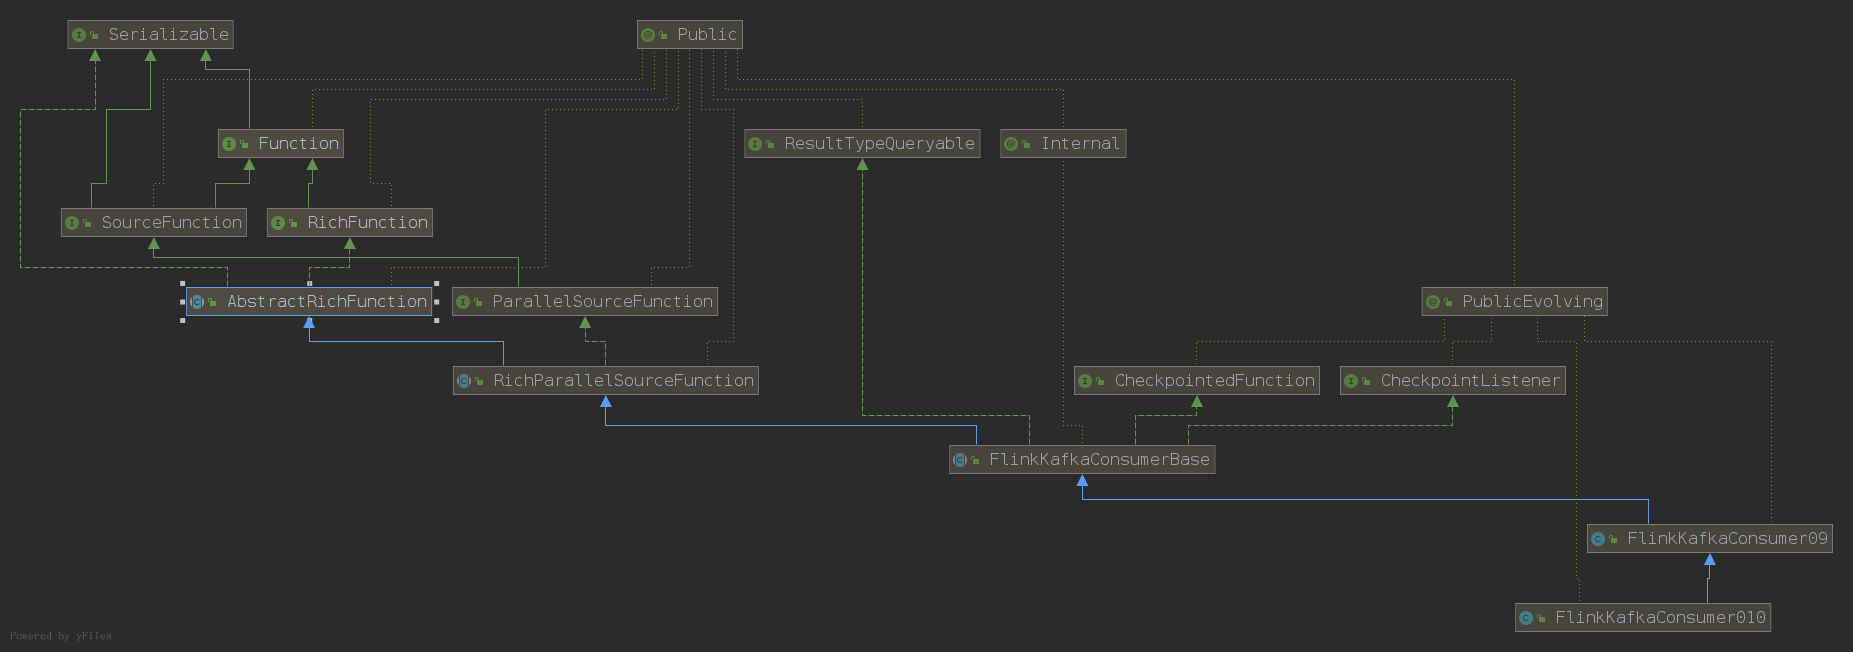 Serializable
Public
Function
ResultTypeQueryable
Internal
SourceFunction
RichFunction
AbstractRichFunction
ParallelSourceFunction
PublicEvolving
RichParallelSourceFunction
CheckpointedFunction
CheckpointListener
FlinkKafkaConsumerBase
FlinkKafkaConsumer09
FlinkKafkaConsumer010
Powered by yFiles